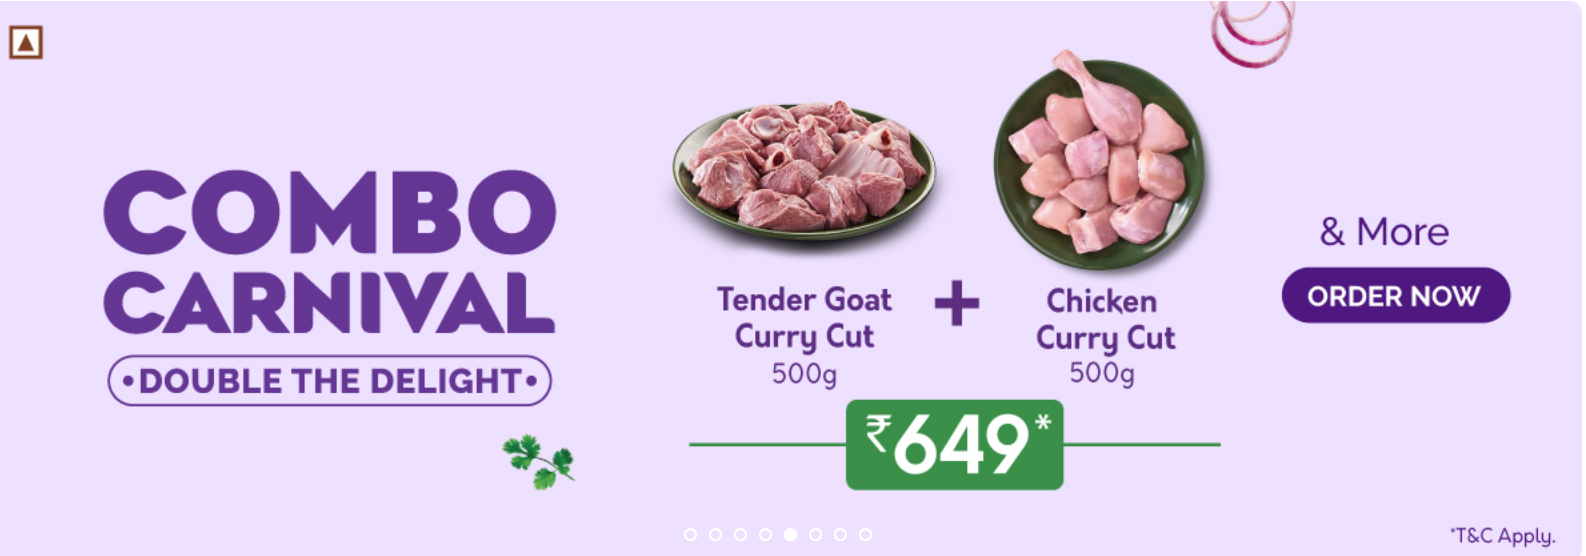 COMBO
CARNIVAL
•DOUBLE THE DELIGHT•
Tender Goat
Curry Cut
500g
+
Chicken
Curry Cut
500g
₹649*
& More
ORDER NOW
*T&C Apply.